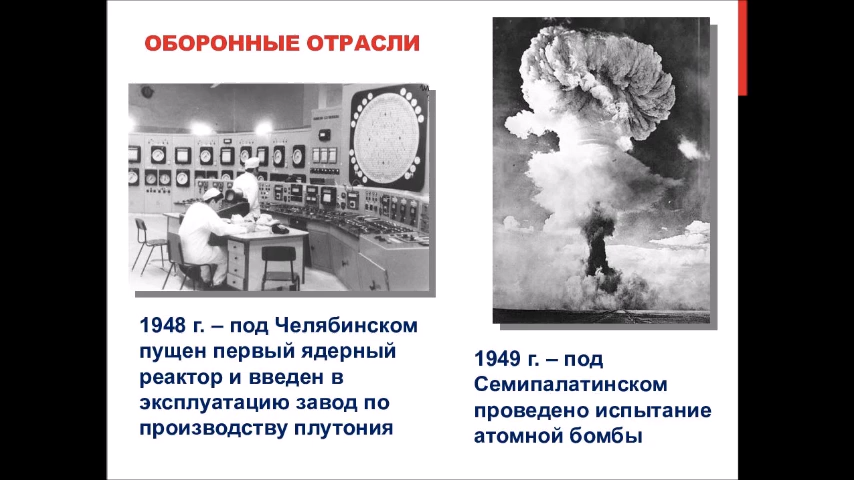 ОБОРОННЫЕ ОТРАСЛИ
1948 г. – под Челябинском
пущен первый ядерный
реактор и введен в
эксплуатацию завод по
производству плутония
1949 г. – под
Семипалатинском
проведено испытание
атомной бомбы